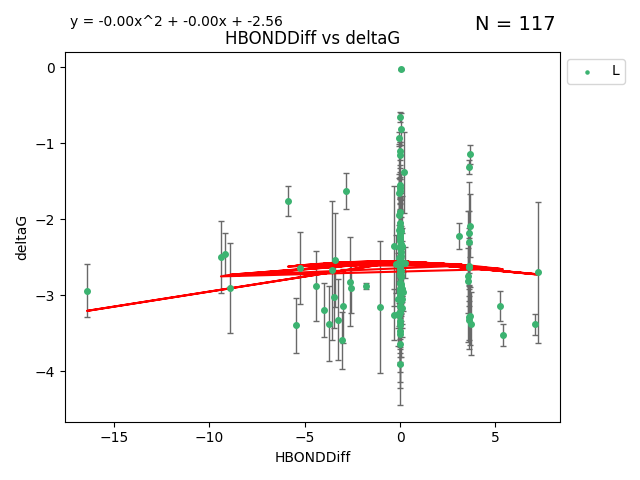 y = -0.00x^2 + -0.00x + -2.56
N = 117
HBONDDiff vs deltaG
L
0
−1
−2
−3
−4
deltaG
−15
−10
−5
0
5
HBONDDiff